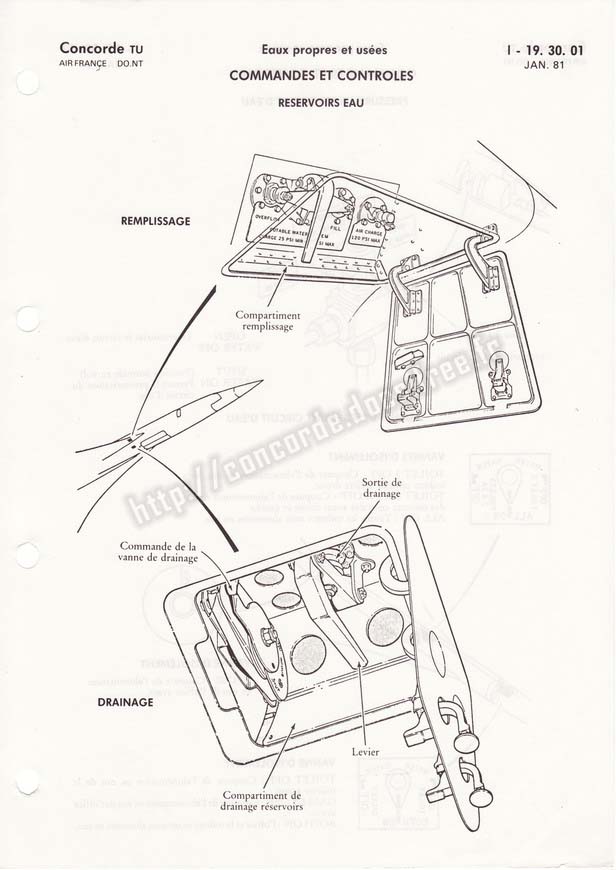 Concorde TU
AIR FRANCE DO.NT
Eaux propres et usées
COMMANDES ET CONTROLES
RESERVOIRS EAU
I - 19. 30. 01
JAN. 81
REMPLISSAGE
OVERFLOW
FILL
AIR CHARGE
120 PSI MAX
POTABLE WATER
25 PSI MIN
SI MAX
Compartiment
remplissage
http://concorde.
.free.fr
Sortie de
drainage
Commande de la
vanne de drainage
DRAINAGE
Levier
Compartiment de
drainage réservoirs